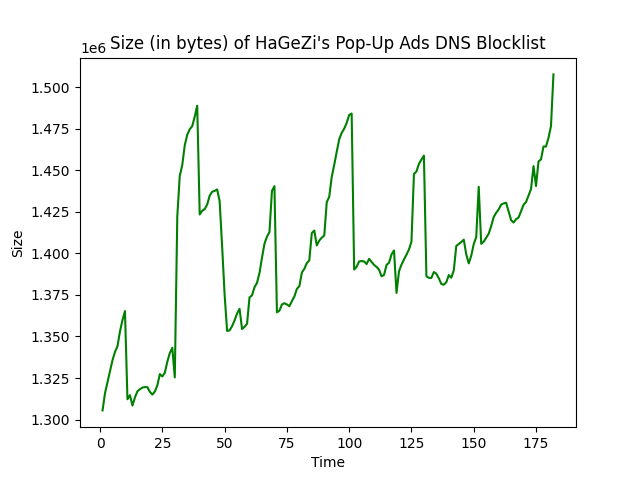 Size (in bytes) of HaGeZi's Pop-Up Ads DNS Blocklist
1e6
1.500
1.475
1.450
1.425
1.400
1.375
1.350
1.325
1.300
Size
0 25 50 75 100 125 150 175
Time